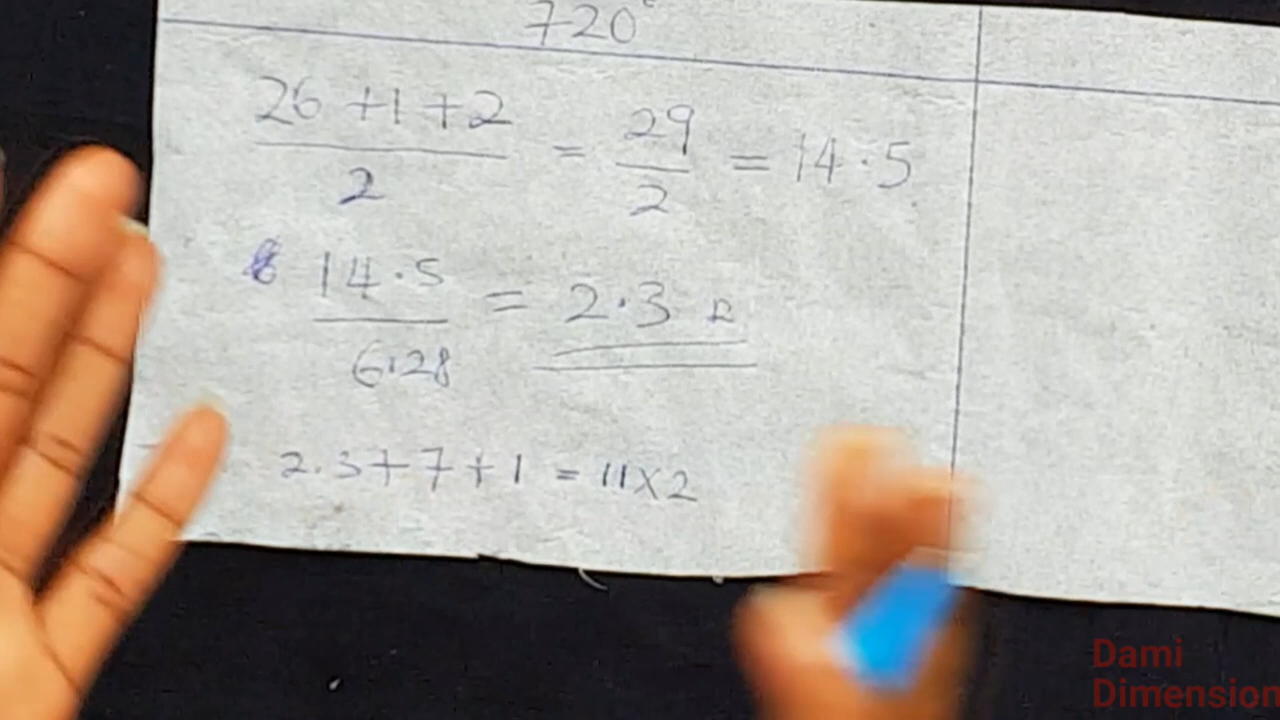 720°
26 + 1 + 2 / 2 = 29 / 2 = 14.5
14.5 / 6.28 = 2.3 R
2.3 + 7 + 1 = 11 x 2
Dami
Dimension